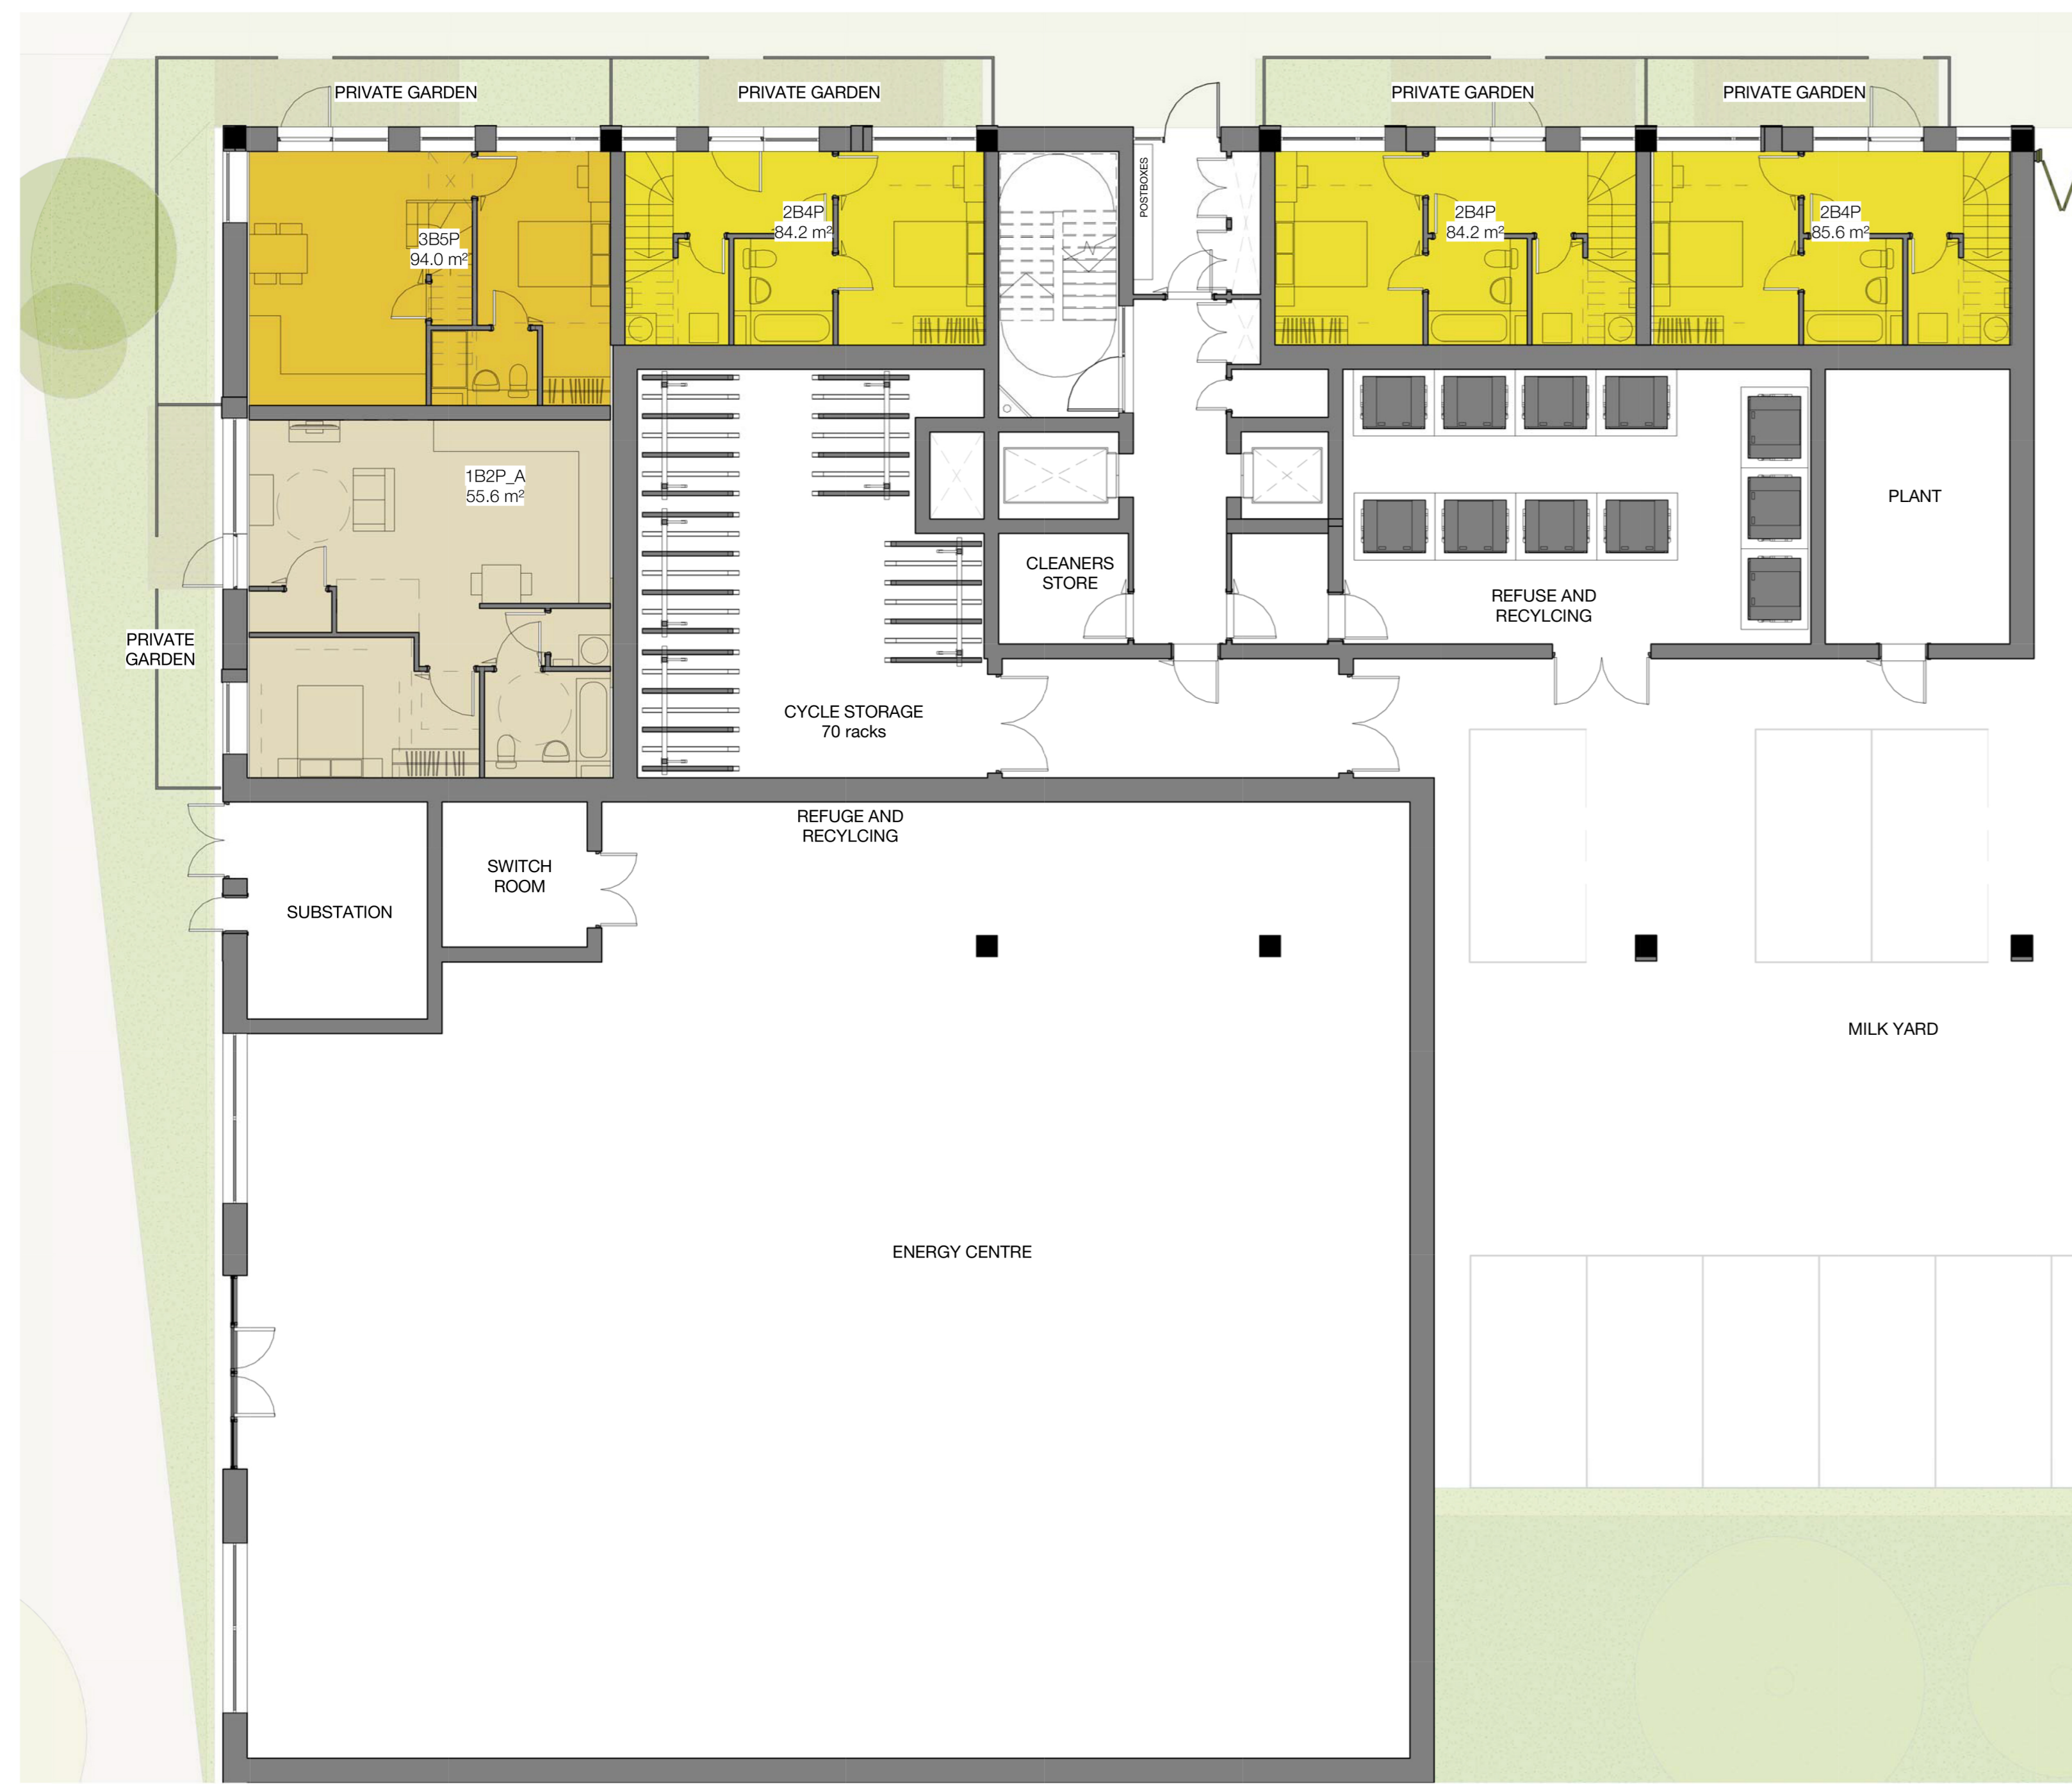 PRIVATE GARDEN
PRIVATE GARDEN
PRIVATE GARDEN
PRIVATE GARDEN
POSTBOXES
3B5P
94.0 m²
2B4P
84.2 m²
2B4P
84.2 m²
2B4P
85.6 m²
1B2P_A
55.6 m²
PLANT
CLEANERS
STORE
REFUSE AND
RECYLCING
PRIVATE
GARDEN
CYCLE STORAGE
70 racks
REFUGE AND
RECYLCING
SWITCH
ROOM
SUBSTATION
MILK YARD
ENERGY CENTRE